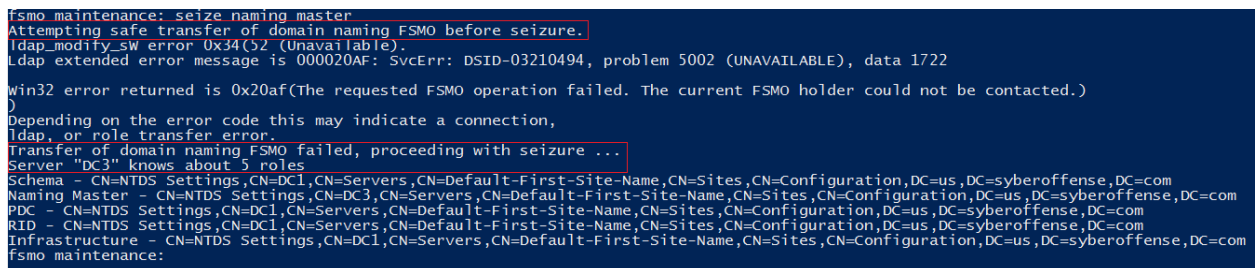 fsmo maintenance: seize naming master
Attempting safe transfer of domain naming FSMO before seizure.
ldap_modify_sW error 0x34(52 (Unavailable).
Ldap extended error message is 000020AF: SvcErr: DSID-03210494, problem 5002 (UNAVAILABLE), data 1722
Win32 error returned is 0x20af(The requested FSMO operation failed. The current FSMO holder could not be contacted.)
)
Depending on the error code this may indicate a connection,
ldap, or role transfer error.
Transfer of domain naming FSMO failed, proceeding with seizure ...
Server "DC3" knows about 5 roles
Schema - CN=NTDS Settings,CN=DC1,CN=Servers,CN=Default-First-Site-Name,CN=Sites,CN=Configuration,DC=us,DC=syberoffense,DC=com
Naming Master - CN=NTDS Settings,CN=DC3,CN=Servers,CN=Default-First-Site-Name,CN=Sites,CN=Configuration,DC=us,DC=syberoffense,DC=com
PDC - CN=NTDS Settings,CN=DC1,CN=Servers,CN=Default-First-Site-Name,CN=Sites,CN=Configuration,DC=us,DC=syberoffense,DC=com
RID - CN=NTDS Settings,CN=DC1,CN=Servers,CN=Default-First-Site-Name,CN=Sites,CN=Configuration,DC=us,DC=syberoffense,DC=com
Infrastructure - CN=NTDS Settings,CN=DC1,CN=Servers,CN=Default-First-Site-Name,CN=Sites,CN=Configuration,DC=us,DC=syberoffense,DC=com
fsmo maintenance: